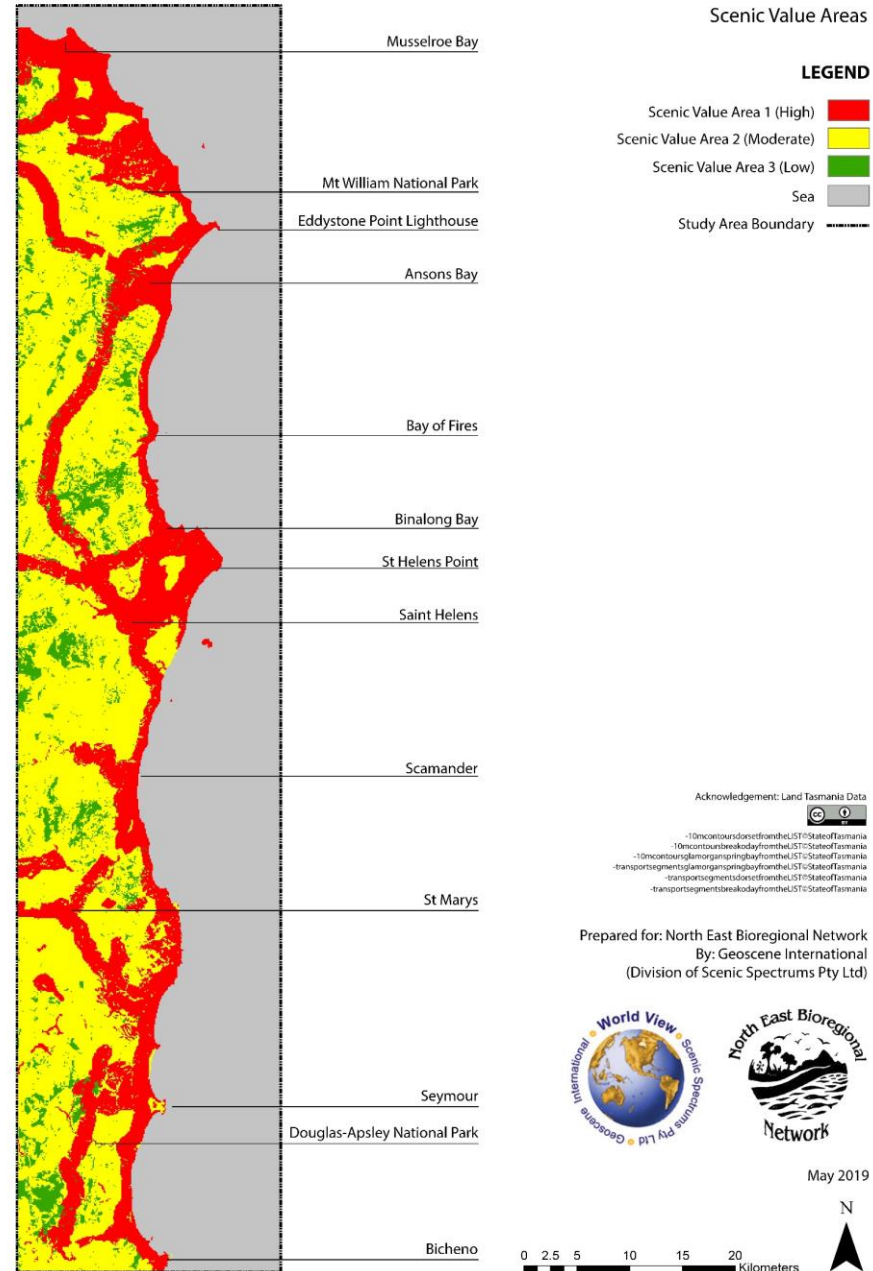 Scenic Value Areas
LEGEND
Scenic Value Area 1 (High)
Scenic Value Area 2 (Moderate)
Scenic Value Area 3 (Low)
Sea
Study Area Boundary
Musselroe Bay
Mt William National Park
Eddystone Point Lighthouse
Ansons Bay
Bay of Fires
Binalong Bay
St Helens Point
Saint Helens
Scamander
St Marys
Seymour
Douglas-Apsley National Park
Bicheno
Acknowledgement: Land Tasmania Data
cc
BY
-10mcontoursdorsetfromtheLIST©StateofTasmania
-10mcontoursbreakodayfromtheLIST©StateofTasmania
-10mcontoursglamorganspringbayfromtheLIST©StateofTasmania
-transportsegmentsglamorganspringbayfromtheLIST©StateofTasmania
-transportsegmentsdorsetfromtheLIST©StateofTasmania
-transportsegmentsbreakodayfromtheLIST©StateofTasmania
Prepared for: North East Bioregional Network
By: Geoscene International
(Division of Scenic Spectrums Pty Ltd)
World View
Scenic Spectrums Pty Ltd
Geoscene International
North East Bioregional
Network
May 2019
N
0 2.5 5 10 15 20
Kilometers